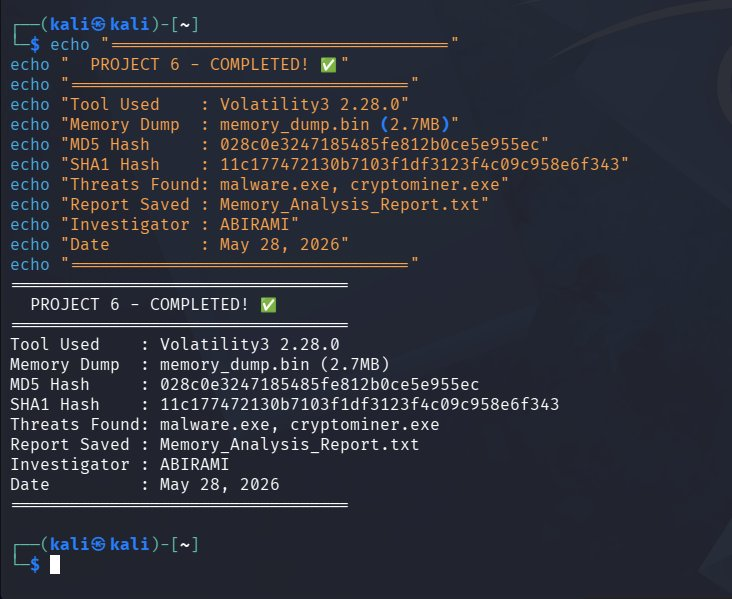 ┌──(kali㉿kali)-[~]
└─$ echo "══════════════════════════════════"
echo "  PROJECT 6 - COMPLETED! ✅"
echo "══════════════════════════════════"
echo "Tool Used    : Volatility3 2.28.0"
echo "Memory Dump  : memory_dump.bin (2.7MB)"
echo "MD5 Hash     : 028c0e3247185485fe812b0ce5e955ec"
echo "SHA1 Hash    : 11c177472130b7103f1df3123f4c09c958e6f343"
echo "Threats Found: malware.exe, cryptominer.exe"
echo "Report Saved : Memory_Analysis_Report.txt"
echo "Investigator : ABIRAMI"
echo "Date         : May 28, 2026"
echo "══════════════════════════════════"
══════════════════════════════════
  PROJECT 6 - COMPLETED! ✅
══════════════════════════════════
Tool Used    : Volatility3 2.28.0
Memory Dump  : memory_dump.bin (2.7MB)
MD5 Hash     : 028c0e3247185485fe812b0ce5e955ec
SHA1 Hash    : 11c177472130b7103f1df3123f4c09c958e6f343
Threats Found: malware.exe, cryptominer.exe
Report Saved : Memory_Analysis_Report.txt
Investigator : ABIRAMI
Date         : May 28, 2026
══════════════════════════════════
┌──(kali㉿kali)-[~]
└─$